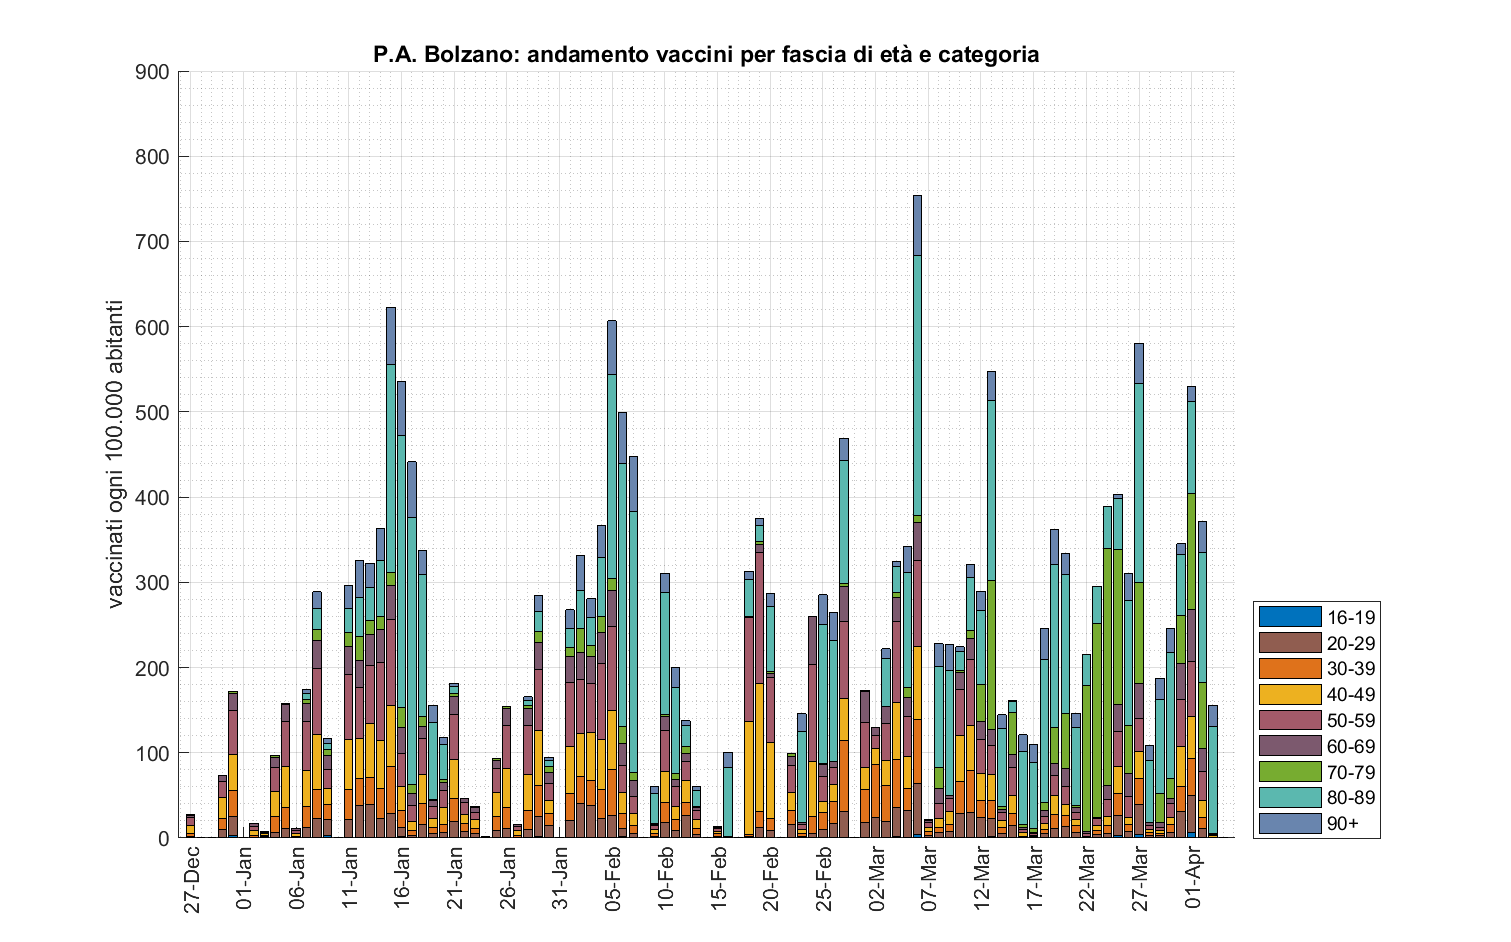 P.A. Bolzano: andamento vaccini per fascia di età e categoria
vaccinati ogni 100.000 abitanti
900
800
700
600
500
400
300
200
100
0
27-Dec
01-Jan
06-Jan
11-Jan
16-Jan
21-Jan
26-Jan
31-Jan
05-Feb
10-Feb
15-Feb
20-Feb
25-Feb
02-Mar
07-Mar
12-Mar
17-Mar
22-Mar
27-Mar
01-Apr
16-19
20-29
30-39
40-49
50-59
60-69
70-79
80-89
90+